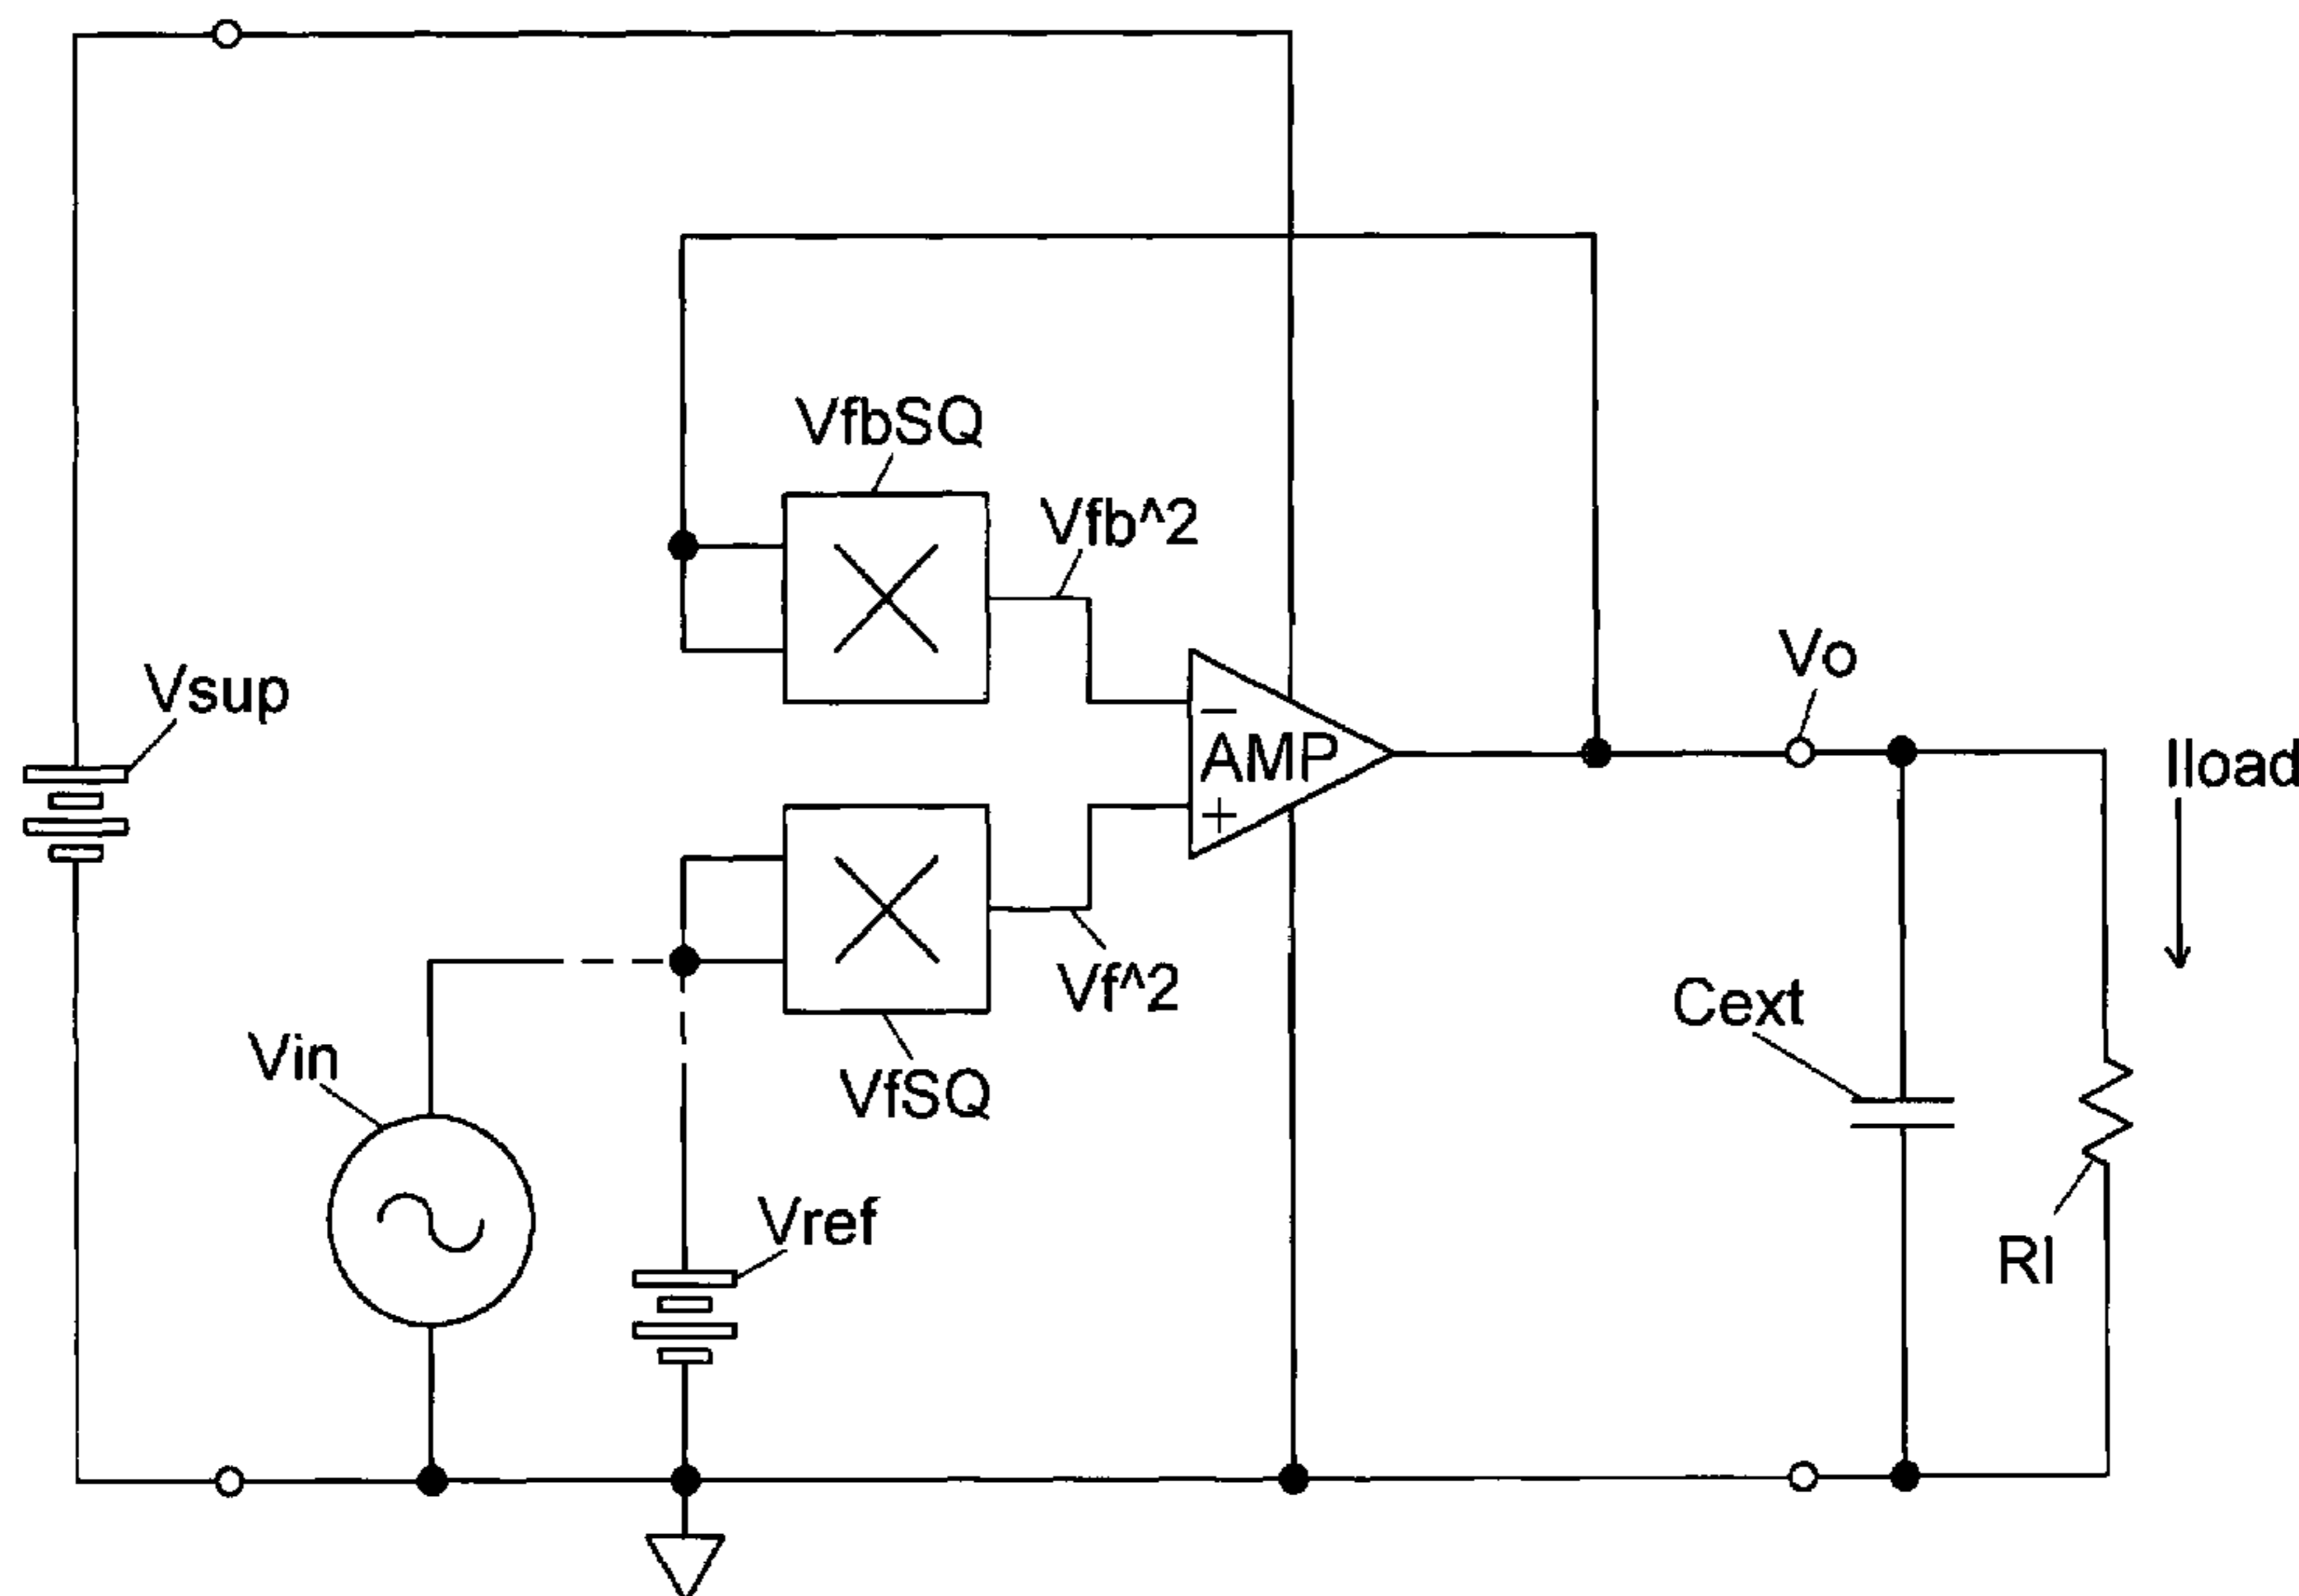 VfbSQ
Vfb^2
Vsup
Vo
Iload
−
AMP
+
Vf^2
Cext
Vin
VfSQ
Vref
Rl